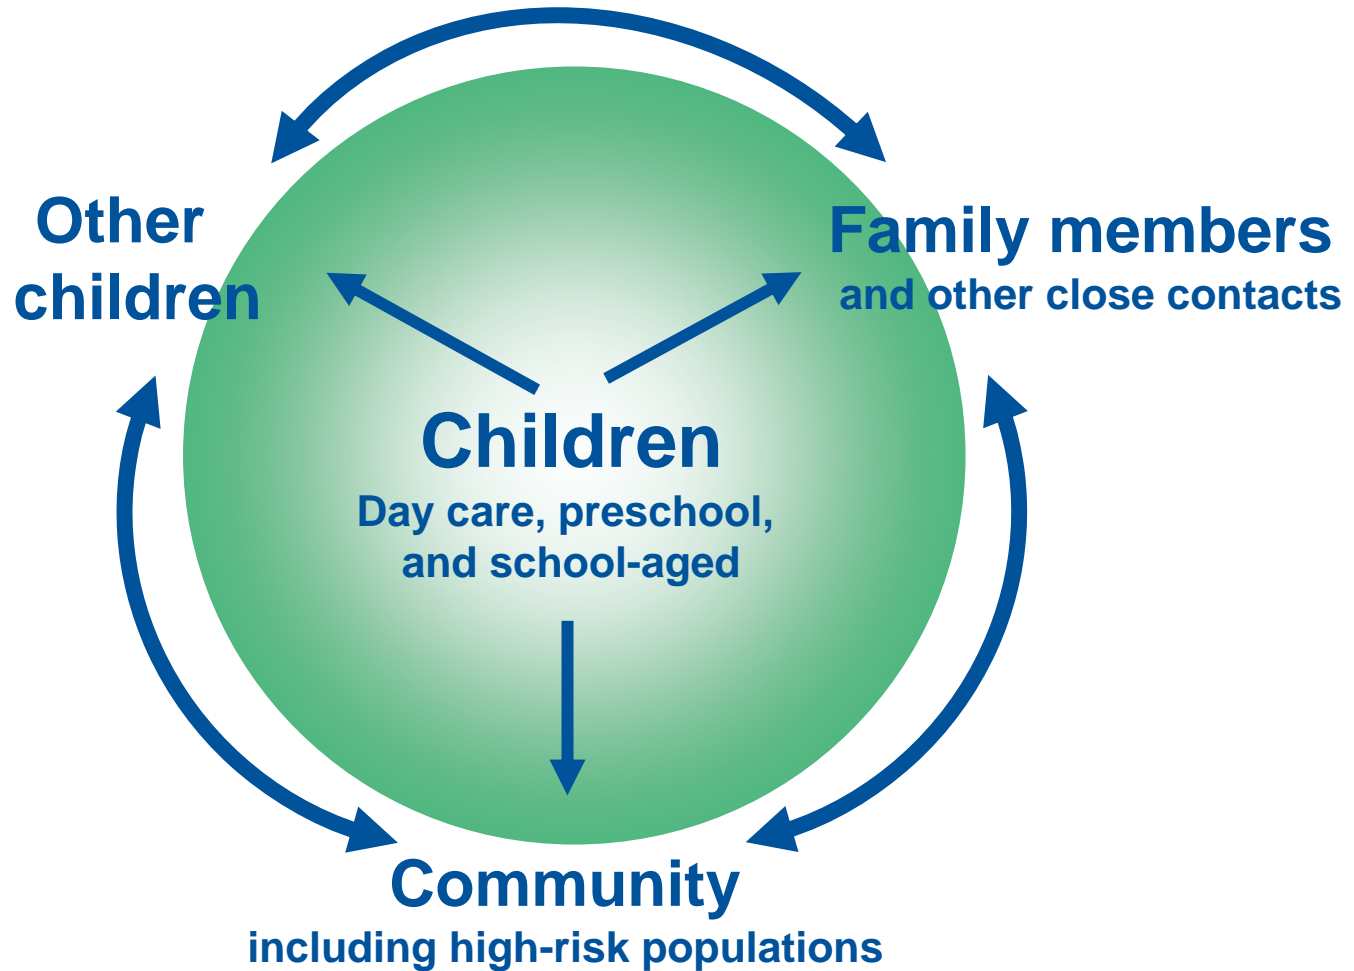 Other
children
Family members
and other close contacts
Children
Day care, preschool,
and school-aged
Community
including high-risk populations